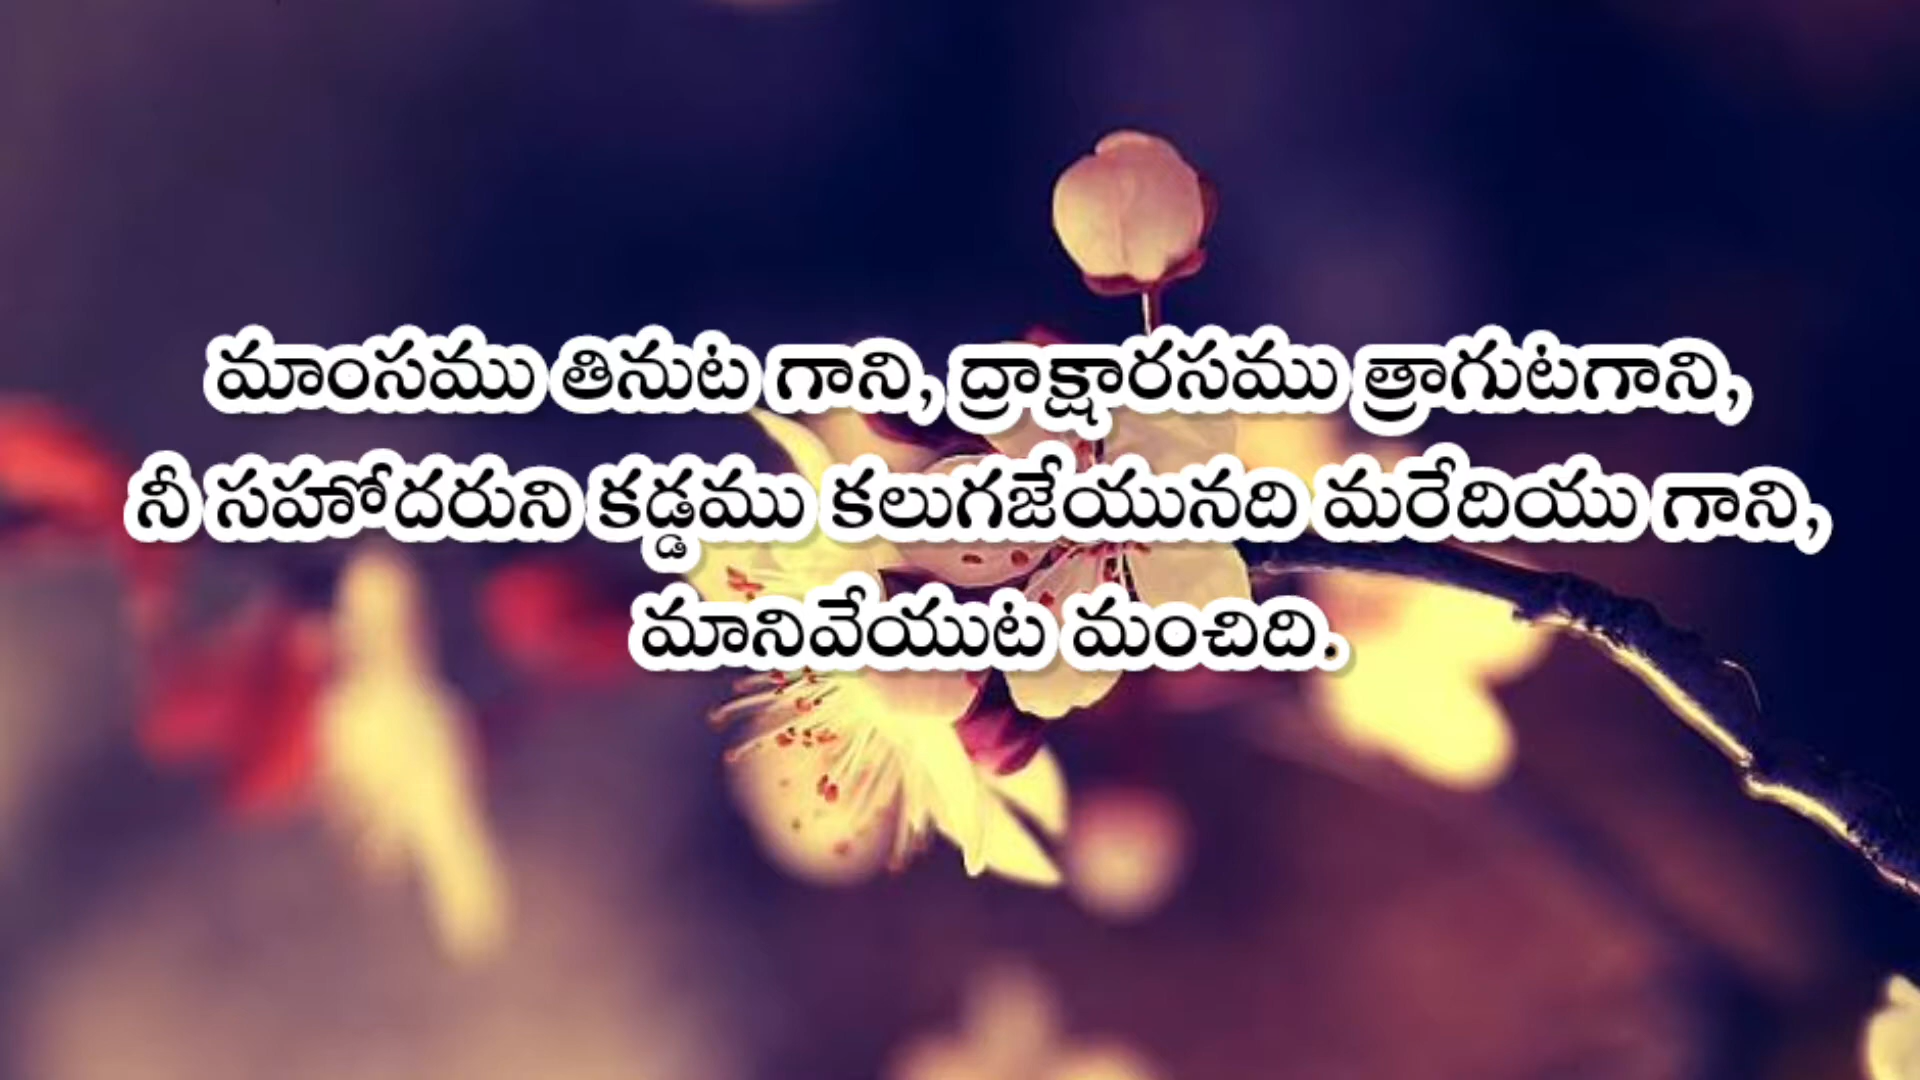 మాంసము తినుట గాని, ద్రాక్షారసము త్రాగుటగాని,
నీ సహోదరుని కడ్డము కలుగజేయునది మరేదియు గాని,
మానివేయుట మంచిది.